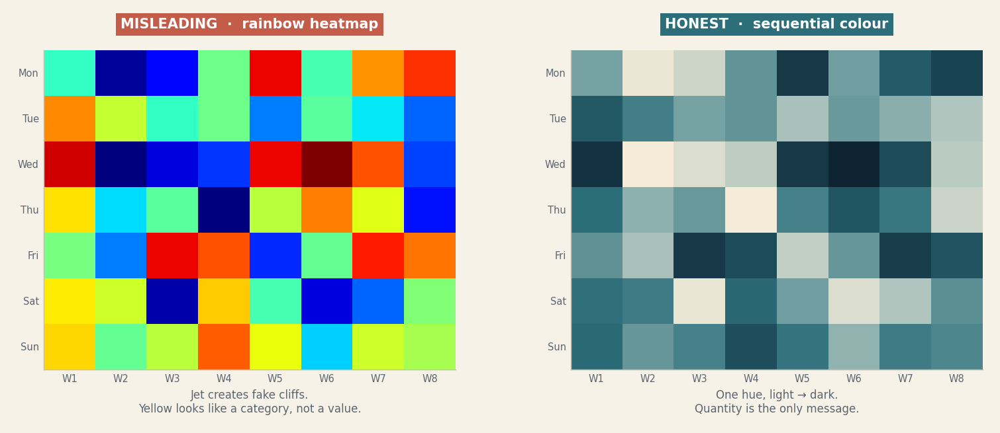 MISLEADING · rainbow heatmap
Mon
Tue
Wed
Thu
Fri
Sat
Sun
W1 W2 W3 W4 W5 W6 W7 W8
Jet creates fake cliffs.
Yellow looks like a category, not a value.
HONEST · sequential colour
Mon
Tue
Wed
Thu
Fri
Sat
Sun
W1 W2 W3 W4 W5 W6 W7 W8
One hue, light → dark.
Quantity is the only message.